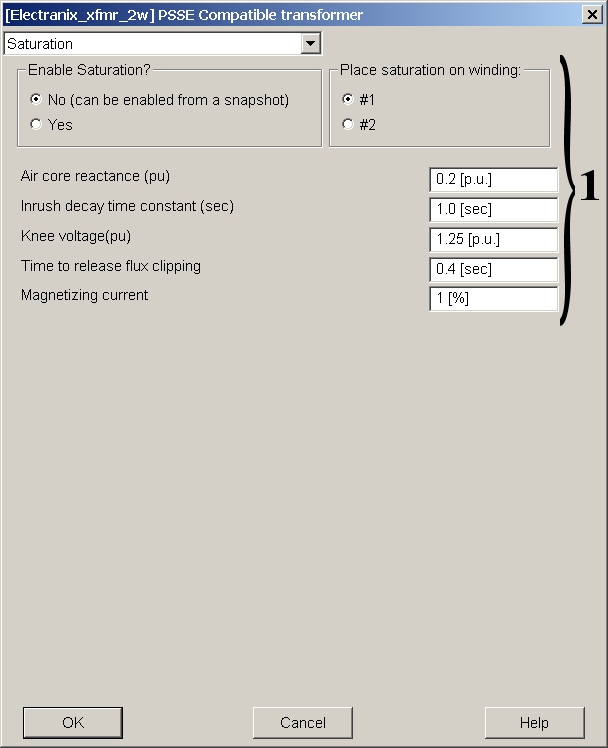 [Electranix_xfmr_2w] PSSE Compatible transformer
Saturation
Enable Saturation?
No (can be enabled from a snapshot)
Yes
Place saturation on winding:
#1
#2
Air core reactance (pu)
0.2 [p.u.]
Inrush decay time constant (sec)
1.0 [sec]
Knee voltage(pu)
1.25 [p.u.]
Time to release flux clipping
0.4 [sec]
Magnetizing current
1 [%]
1
OK
Cancel
Help